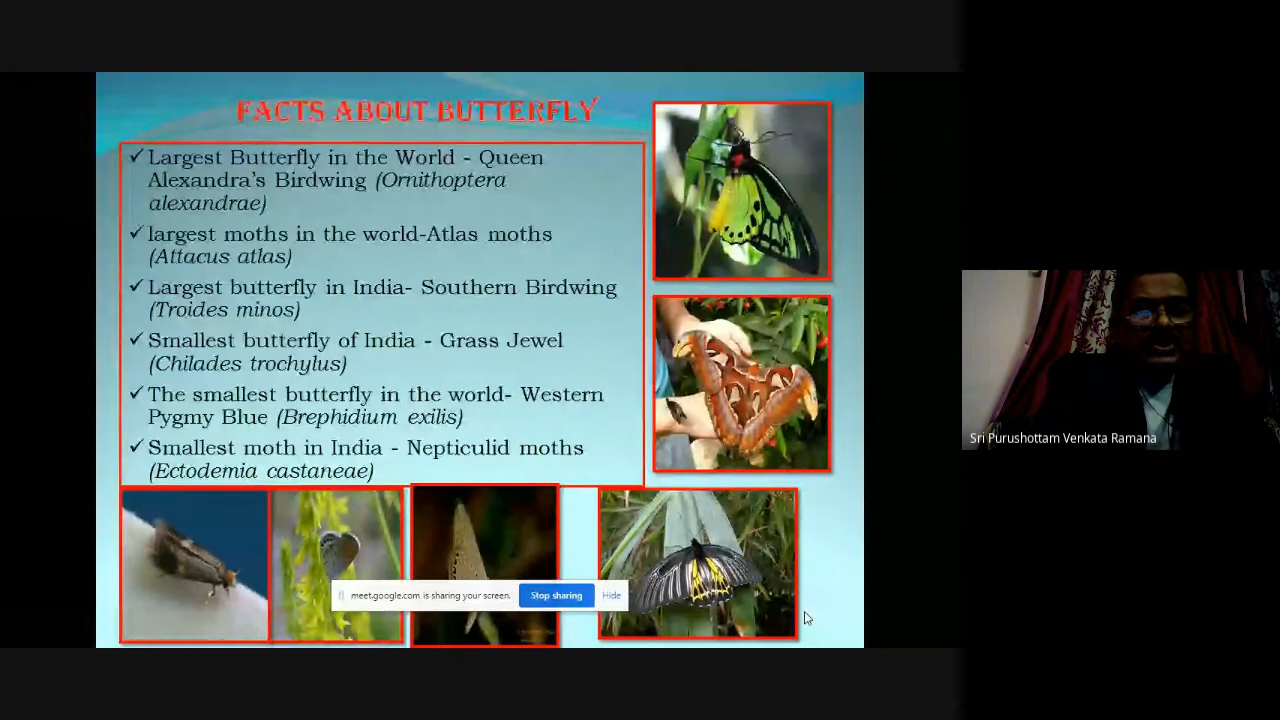 FACTS ABOUT BUTTERFLY
✓Largest Butterfly in the World - Queen
Alexandra's Birdwing (Ornithoptera
alexandrae)
✓largest moths in the world-Atlas moths
(Attacus atlas)
✓Largest butterfly in India- Southern Birdwing
(Troides minos)
✓Smallest butterfly of India - Grass Jewel
(Chilades trochylus)
✓The smallest butterfly in the world- Western
Pygmy Blue (Brephidium exilis)
✓Smallest moth in India - Nepticulid moths
(Ectodemia castaneae)
meet.google.com is sharing your screen.
Stop sharing
Hide
Sri Purushottam Venkata Ramana